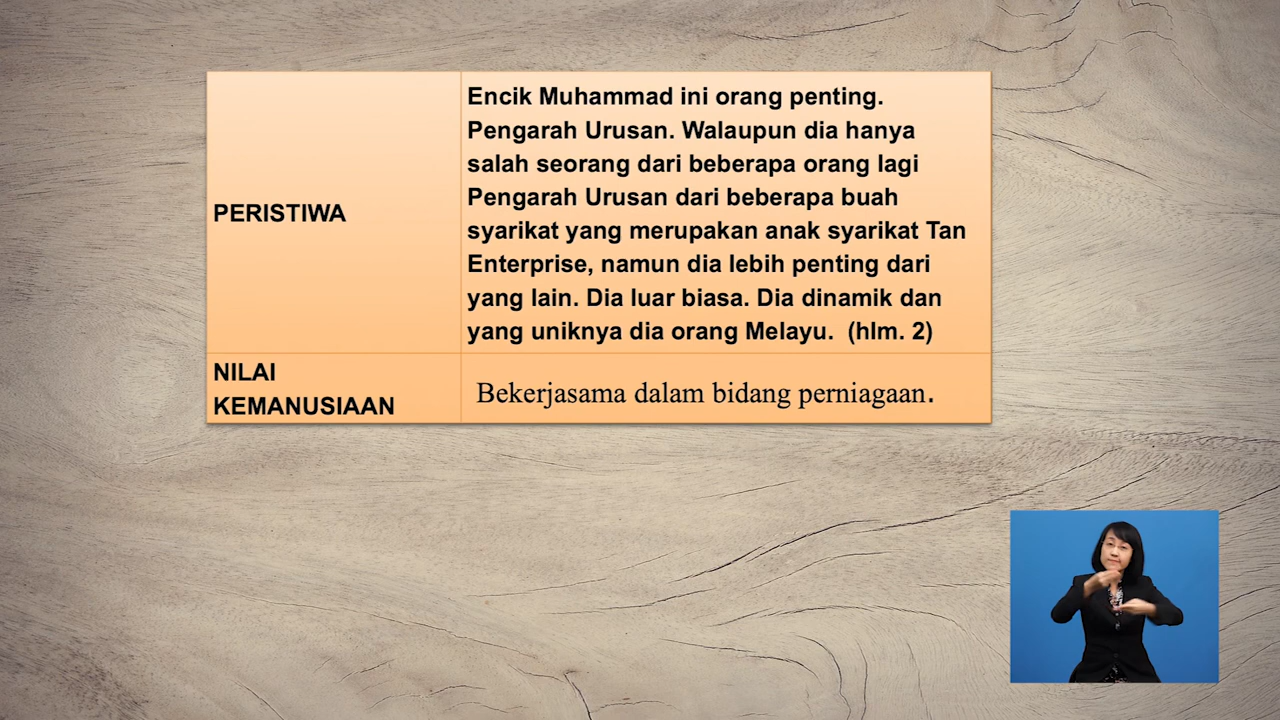 PERISTIWA
Encik Muhammad ini orang penting.
Pengarah Urusan. Walaupun dia hanya
salah seorang dari beberapa orang lagi
Pengarah Urusan dari beberapa buah
syarikat yang merupakan anak syarikat Tan
Enterprise, namun dia lebih penting dari
yang lain. Dia luar biasa. Dia dinamik dan
yang uniknya dia orang Melayu.  (hlm. 2)
NILAI
KEMANUSIAAN
Bekerjasama dalam bidang perniagaan.